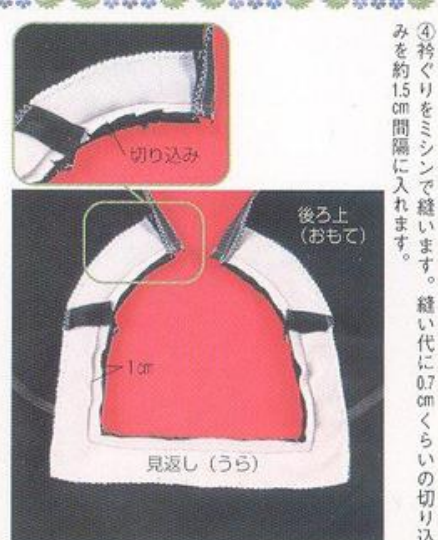 ④衿ぐりをミシンで縫います。縫い代に0.7cmくらいの切り込
みを約1.5cm間隔に入れます。
切り込み
後ろ上
（おもて）
1cm
見返し（うら）